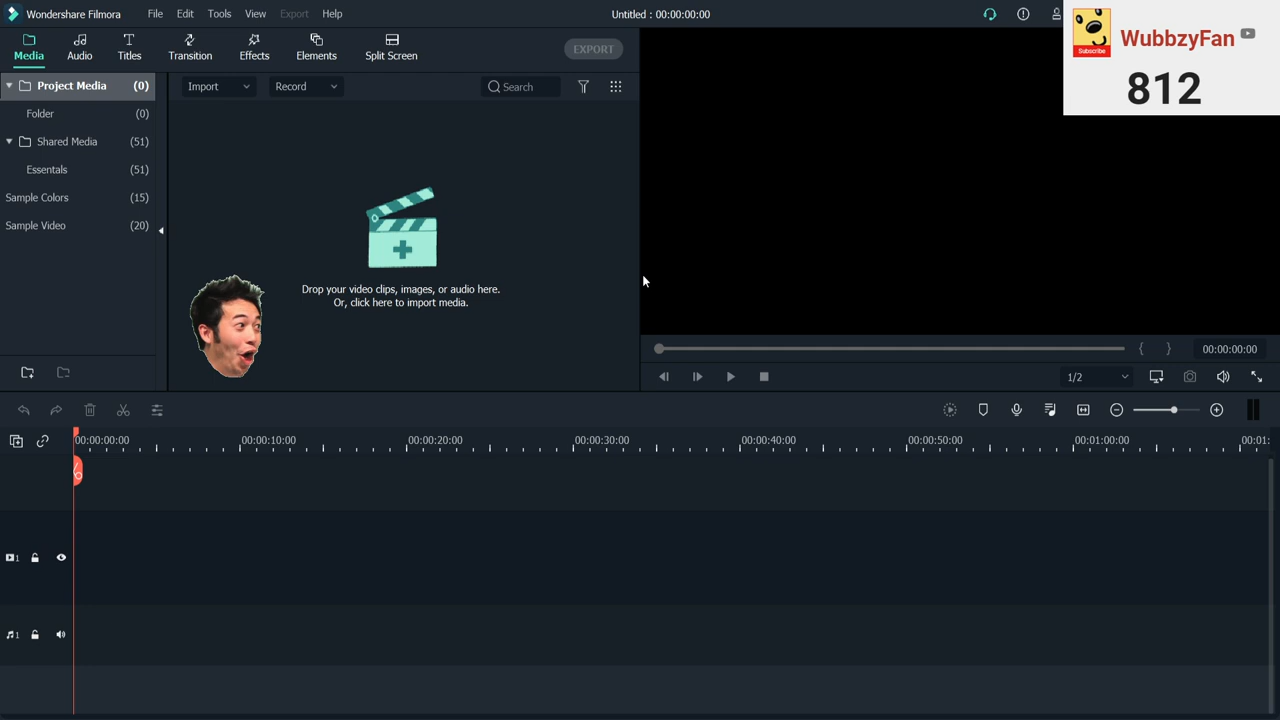 Wondershare Filmora File Edit Tools View Export Help Untitled : 00:00:00:00
Media Audio Titles Transition Effects Elements Split Screen EXPORT
Subscribe
WubbzyFan
812
Project Media (0)
Folder (0)
Shared Media (51)
Essentals (51)
Sample Colors (15)
Sample Video (20)
Import Record Search
Drop your video clips, images, or audio here.
Or, click here to import media.
{ } 00:00:00:00
1/2
00:00:00:00 00:00:10:00 00:00:20:00 00:00:30:00 00:00:40:00 00:00:50:00 00:01:00:00 00:01:
1
1